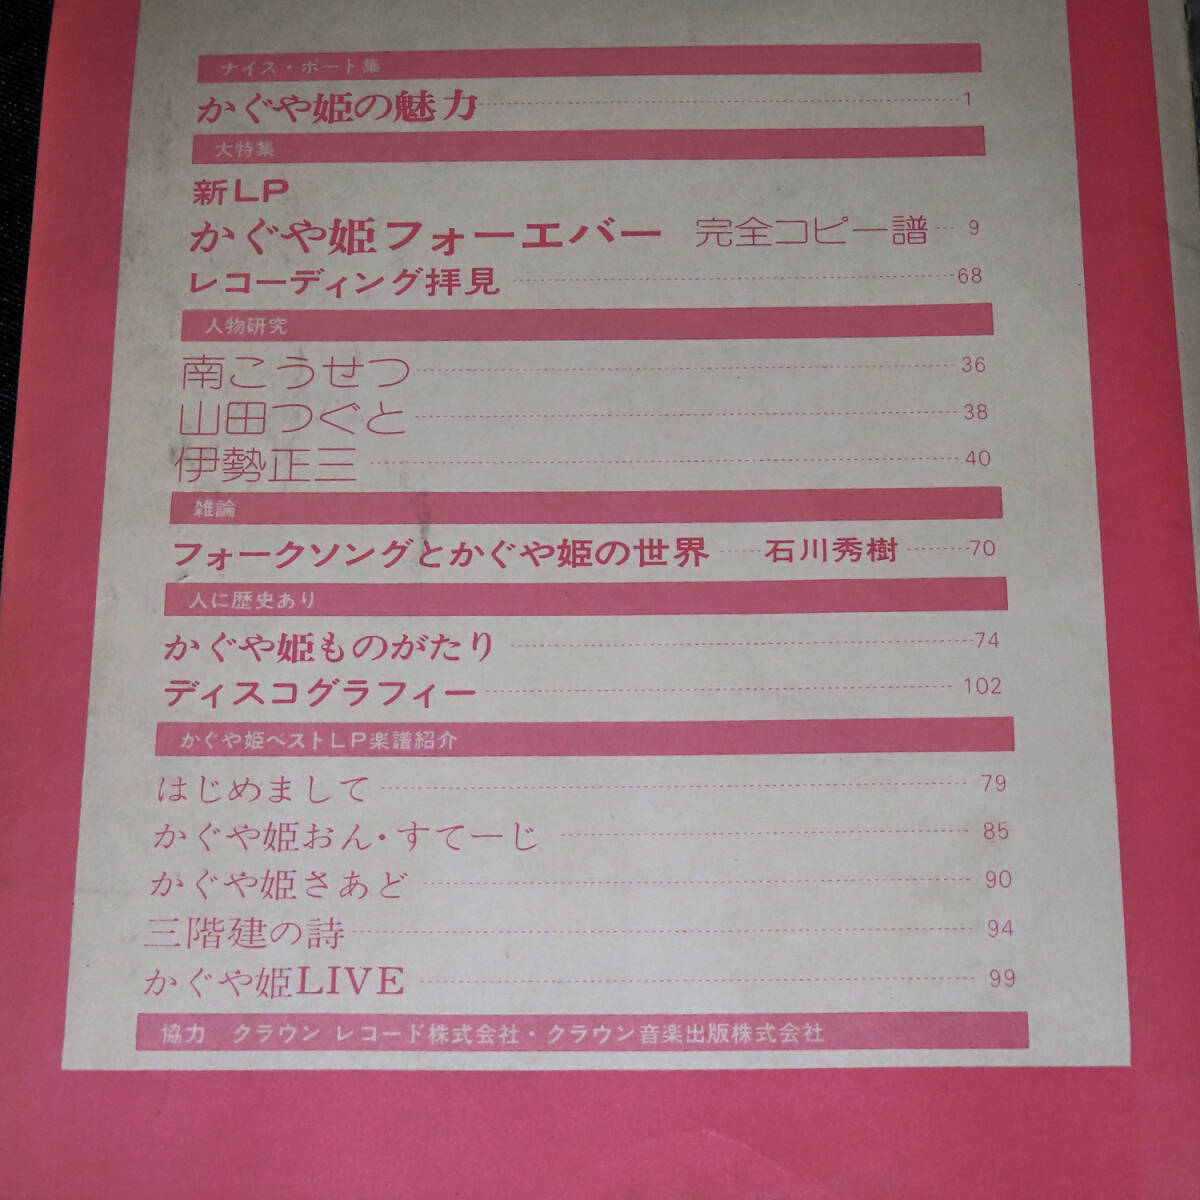 ナイス・ポート集
かぐや姫の魅力 1
大特集
新LP
かぐや姫フォーエバー 完全コピー譜 9
レコーディング拝見 68
人物研究
南こうせつ 36
山田つぐと 38
伊勢正三 40
雑論
フォークソングとかぐや姫の世界 石川秀樹 70
人に歴史あり
かぐや姫ものがたり 74
ディスコグラフィー 102
かぐや姫ベストLP楽譜紹介
はじめまして 79
かぐや姫おん・すてーじ 85
かぐや姫さあど 90
三階建の詩 94
かぐや姫LIVE 99
協力 クラウン レコード株式会社・クラウン音楽出版株式会社